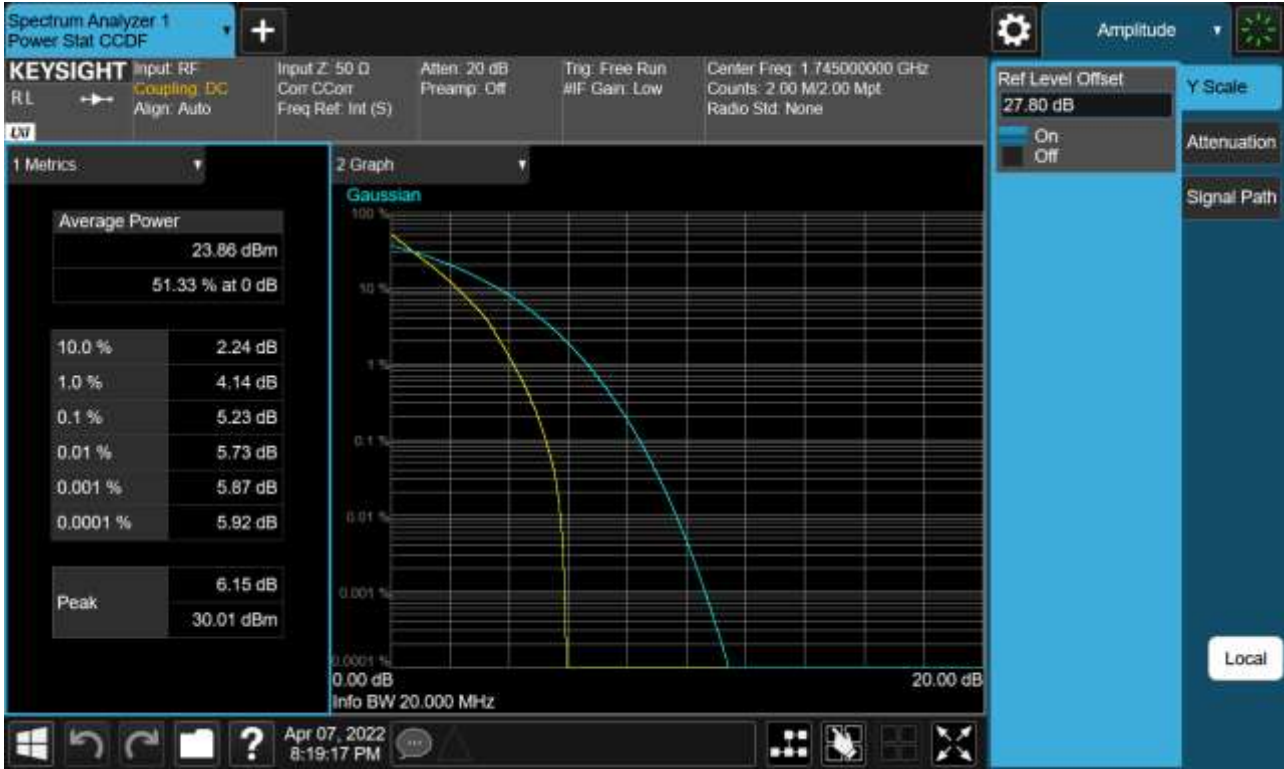 Spectrum Analyzer 1
Power Stat CCDF
+
Amplitude
KEYSIGHT
RL
LXI
Input: RF
Coupling: DC
Align: Auto
Input Z: 50 Ω
Corr CCorr
Freq Ref: Int (S)
Atten: 20 dB
Preamp: Off
Trig: Free Run
#IF Gain: Low
Center Freq: 1.745000000 GHz
Counts: 2.00 M/2.00 Mpt
Radio Std: None
Ref Level Offset
27.80 dB
On
Off
Y Scale
Attenuation
Signal Path
Local
1 Metrics
Average Power
23.86 dBm
51.33 % at 0 dB
10.0 % 2.24 dB
1.0 % 4.14 dB
0.1 % 5.23 dB
0.01 % 5.73 dB
0.001 % 5.87 dB
0.0001 % 5.92 dB
Peak
6.15 dB
30.01 dBm
2 Graph
Gaussian
100 %
10 %
1 %
0.1 %
0.01 %
0.001 %
0.0001 %
0.00 dB 20.00 dB
Info BW 20.000 MHz
?
Apr 07, 2022
8:19:17 PM